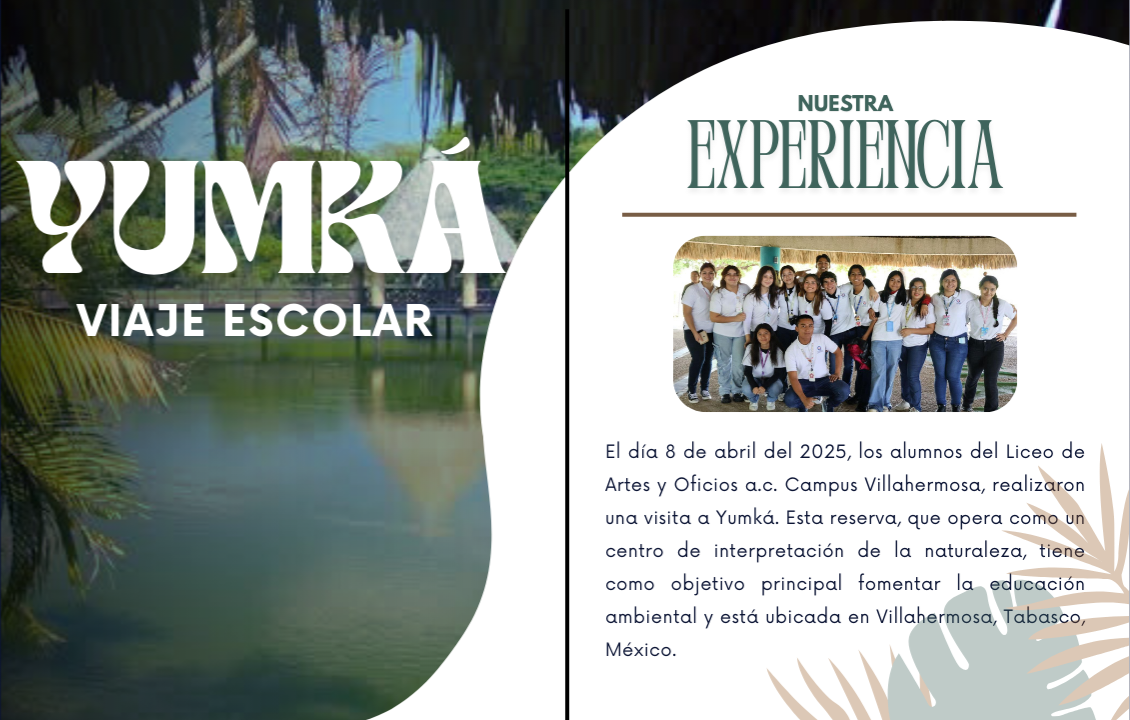 YUMKÁ
VIAJE ESCOLAR
NUESTRA
EXPERIENCIA
El día 8 de abril del 2025, los alumnos del Liceo de
Artes y Oficios a.c. Campus Villahermosa, realizaron
una visita a Yumká. Esta reserva, que opera como un
centro de interpretación de la naturaleza, tiene
como objetivo principal fomentar la educación
ambiental y está ubicada en Villahermosa, Tabasco,
México.